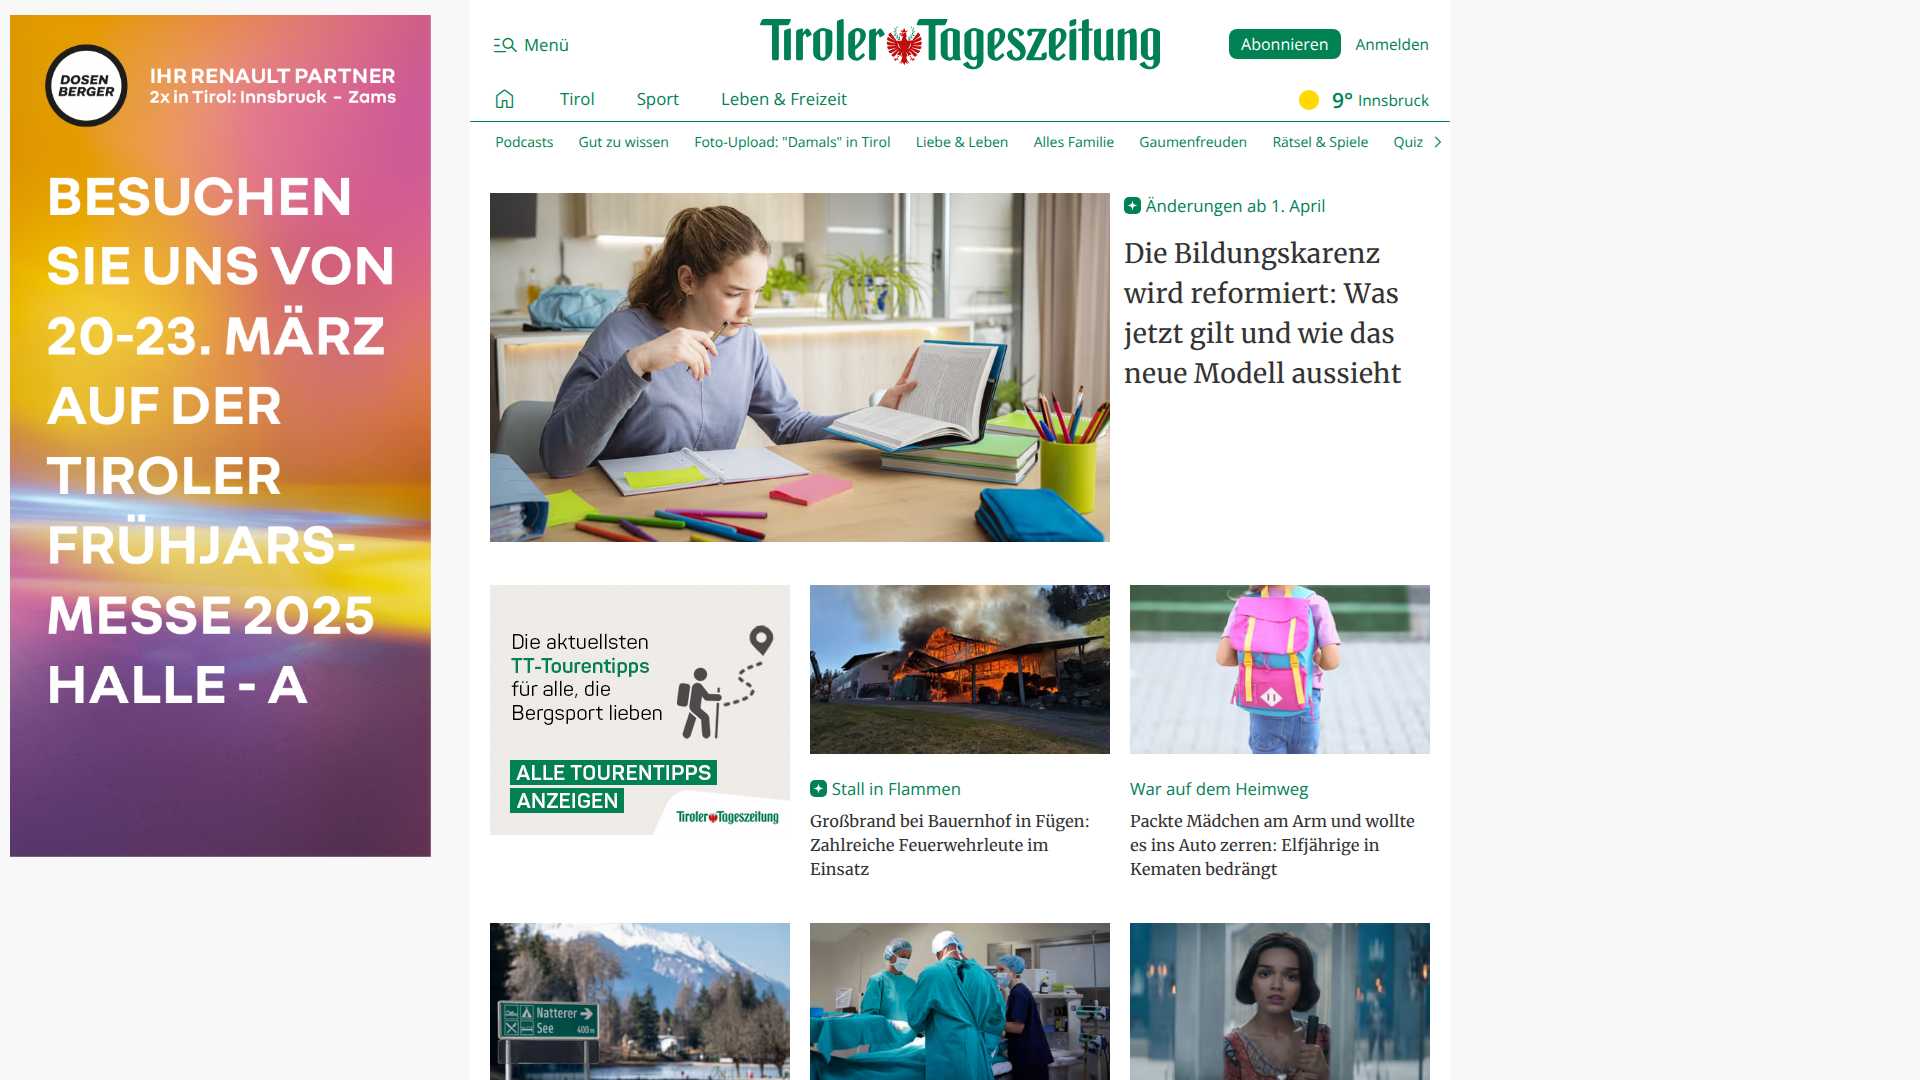 DOSEN
BERGER
IHR RENAULT PARTNER
2x in Tirol: Innsbruck - Zams
BESUCHEN
SIE UNS VON
20-23. MÄRZ
AUF DER
TIROLER
FRÜHJARS-
MESSE 2025
HALLE - A
Menü
Tiroler Tageszeitung
Abonnieren
Anmelden
Tirol
Sport
Leben & Freizeit
9° Innsbruck
Podcasts
Gut zu wissen
Foto-Upload: "Damals" in Tirol
Liebe & Leben
Alles Familie
Gaumenfreuden
Rätsel & Spiele
Quiz
Änderungen ab 1. April
Die Bildungskarenz
wird reformiert: Was
jetzt gilt und wie das
neue Modell aussieht
Die aktuellsten
TT-Tourentipps
für alle, die
Bergsport lieben
ALLE TOURENTIPPS
ANZEIGEN
Tiroler Tageszeitung
Stall in Flammen
Großbrand bei Bauernhof in Fügen:
Zahlreiche Feuerwehrleute im
Einsatz
War auf dem Heimweg
Packte Mädchen am Arm und wollte
es ins Auto zerren: Elfjährige in
Kematen bedrängt
Natterer
See 400m